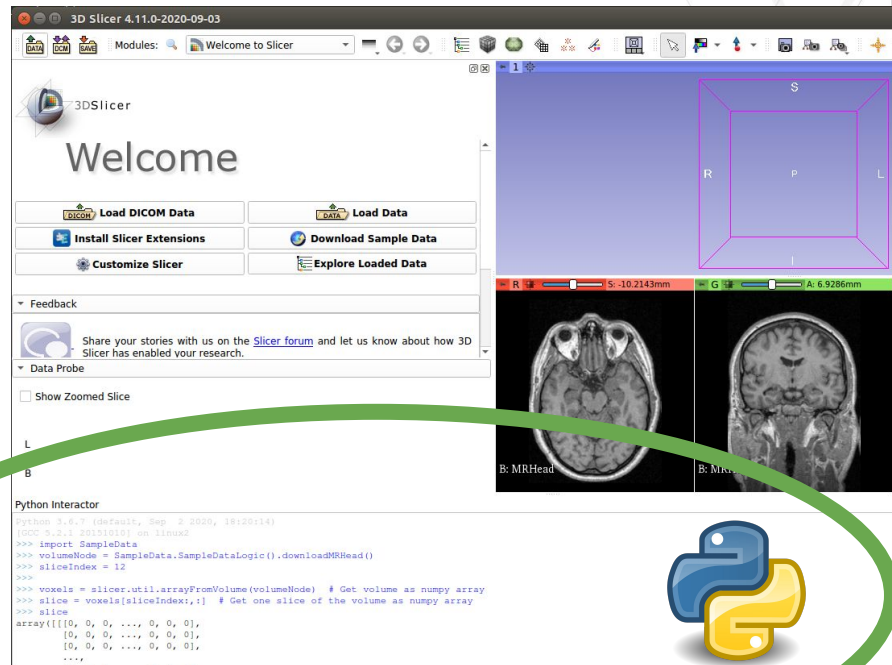 3D Slicer 4.11.0-2020-09-03
DATA DCM SAVE Modules: Welcome to Slicer
1
3DSlicer
Welcome
S
R P L
I
DICOM Load DICOM Data DATA Load Data
Install Slicer Extensions Download Sample Data
Customize Slicer Explore Loaded Data
R S: -10.2143mm G A: 6.9286mm
Feedback
Share your stories with us on the Slicer forum and let us know about how 3D
Slicer has enabled your research.
Data Probe
Show Zoomed Slice
L
B
B: MRHead B: MRH
Python Interactor
Python 3.6.7 (default, Sep  2 2020, 18:20:14)
[GCC 5.2.1 20151010] on linux2
>>> import SampleData
>>> volumeNode = SampleData.SampleDataLogic().downloadMRHead()
>>> sliceIndex = 12
>>>
>>> voxels = slicer.util.arrayFromVolume(volumeNode)  # Get volume as numpy array
>>> slice = voxels[sliceIndex:,:]  # Get one slice of the volume as numpy array
>>> slice
array([[[0, 0, 0, ..., 0, 0, 0],
[0, 0, 0, ..., 0, 0, 0],
[0, 0, 0, ..., 0, 0, 0],
...,